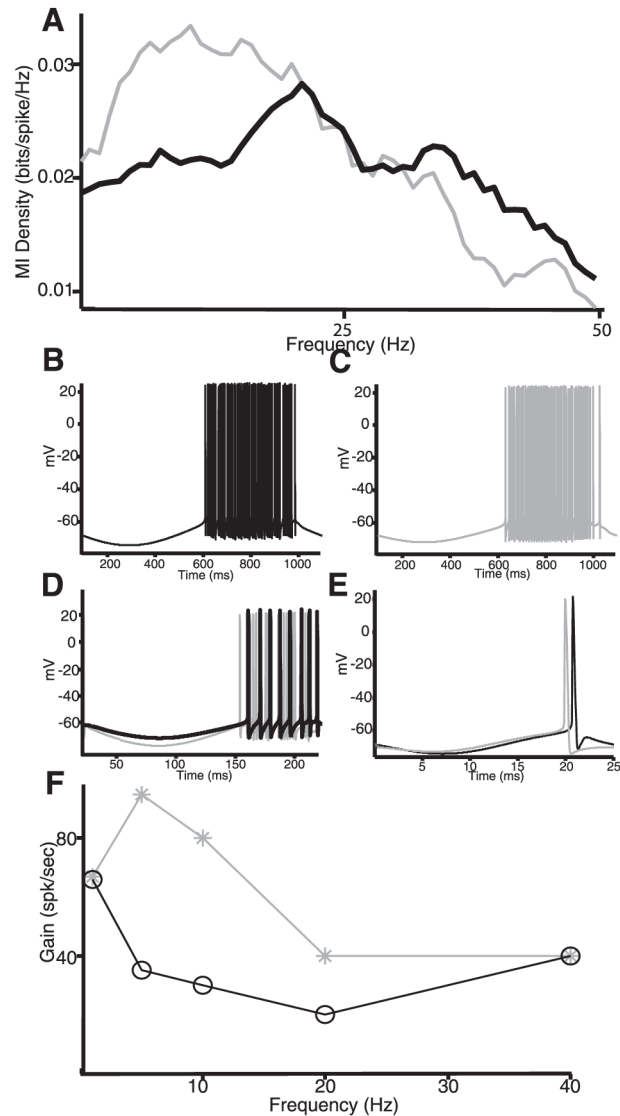 A
MI Density (bits/spike/Hz)
0.03
0.02
0.01
25
50
Frequency (Hz)
B
mV
20
0
-20
-40
-60
200
400
600
800
1000
Time (ms)
C
mV
20
0
-20
-40
-60
200
400
600
800
1000
Time (ms)
D
mV
20
0
-20
-40
-60
50
100
150
200
Time (ms)
E
mV
20
0
-20
-40
-60
5
10
15
20
25
Time (ms)
F
Gain (spk/sec)
80
40
10
20
30
40
Frequency (Hz)